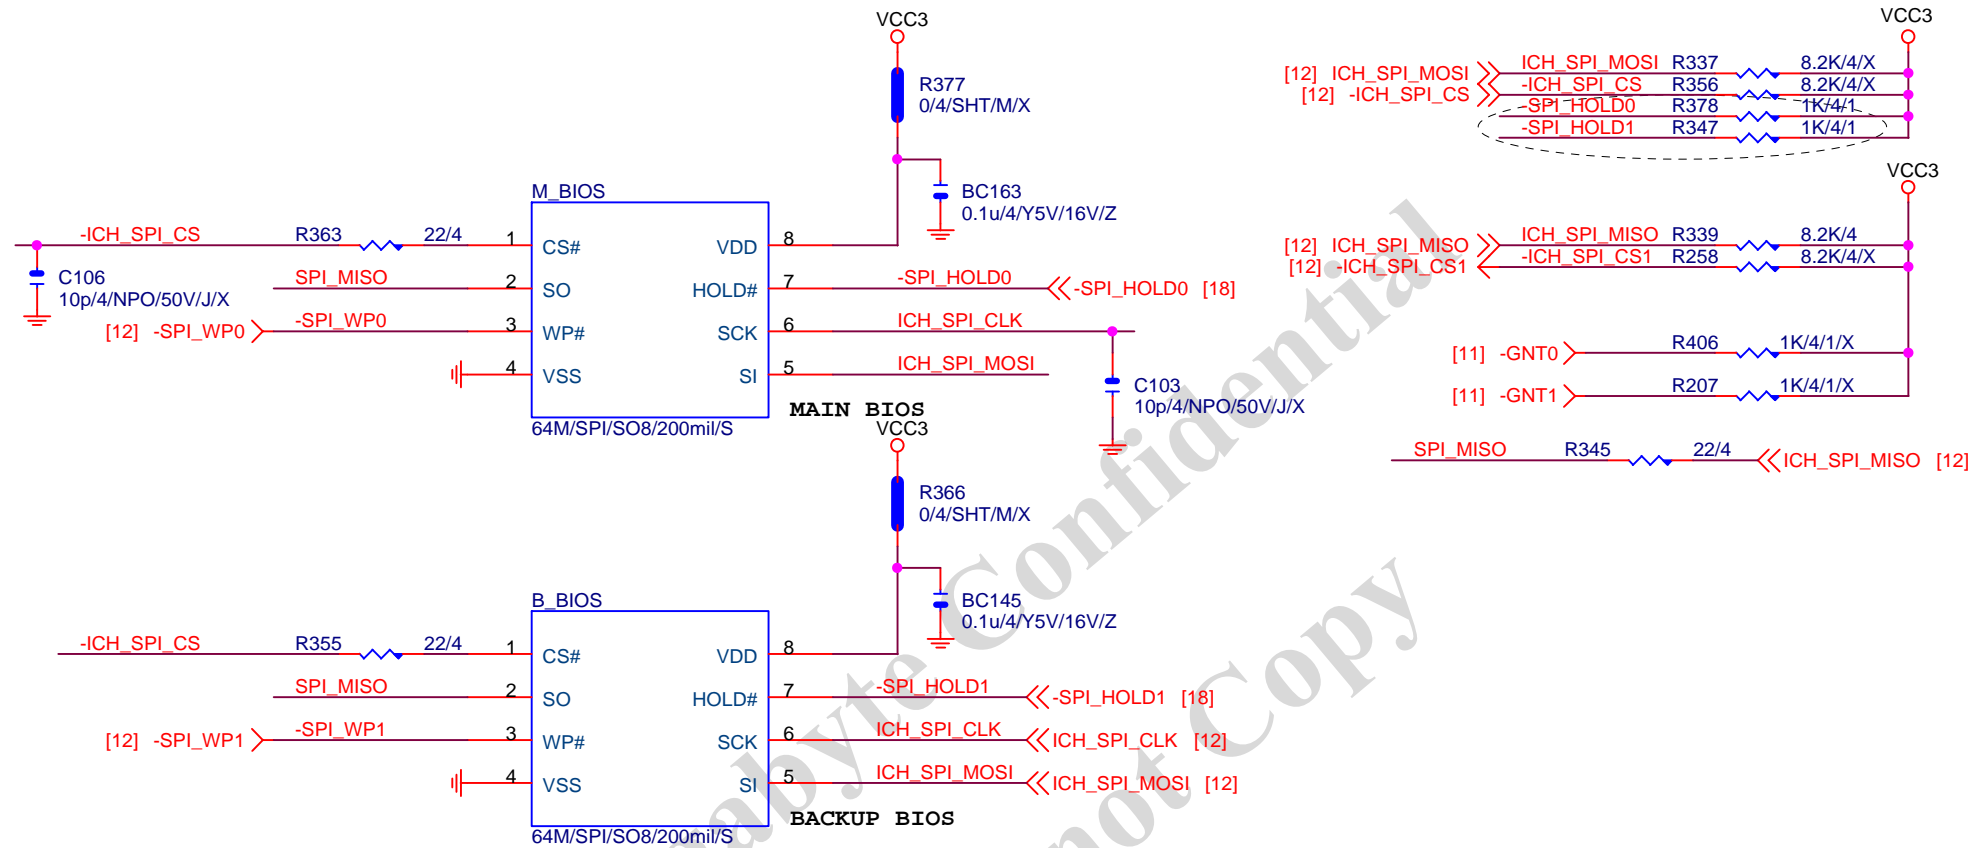 VCC3
R377
0/4/SHT/M/X
BC163
0.1u/4/Y5V/16V/Z
M_BIOS
-ICH_SPI_CS R363 22/4 1 CS# VDD 8
C106
10p/4/NPO/50V/J/X
SPI_MISO 2 SO HOLD# 7 -SPI_HOLD0 -SPI_HOLD0 [18]
[12] -SPI_WP0 -SPI_WP0 3 WP# SCK 6 ICH_SPI_CLK
4 VSS SI 5 ICH_SPI_MOSI
C103
10p/4/NPO/50V/J/X
MAIN BIOS
64M/SPI/SO8/200mil/S
VCC3
R366
0/4/SHT/M/X
BC145
0.1u/4/Y5V/16V/Z
B_BIOS
-ICH_SPI_CS R355 22/4 1 CS# VDD 8
SPI_MISO 2 SO HOLD# 7 -SPI_HOLD1 -SPI_HOLD1 [18]
[12] -SPI_WP1 -SPI_WP1 3 WP# SCK 6 ICH_SPI_CLK ICH_SPI_CLK [12]
4 VSS SI 5 ICH_SPI_MOSI ICH_SPI_MOSI [12]
BACKUP BIOS
64M/SPI/SO8/200mil/S
VCC3
[12] ICH_SPI_MOSI ICH_SPI_MOSI R337 8.2K/4/X
[12] -ICH_SPI_CS -ICH_SPI_CS R356 8.2K/4/X
-SPI_HOLD0 R378 1K/4/1
-SPI_HOLD1 R347 1K/4/1
VCC3
[12] ICH_SPI_MISO ICH_SPI_MISO R339 8.2K/4
[12] -ICH_SPI_CS1 -ICH_SPI_CS1 R258 8.2K/4/X
[11] -GNT0 R406 1K/4/1/X
[11] -GNT1 R207 1K/4/1/X
SPI_MISO R345 22/4 ICH_SPI_MISO [12]
Confidential
not Copy